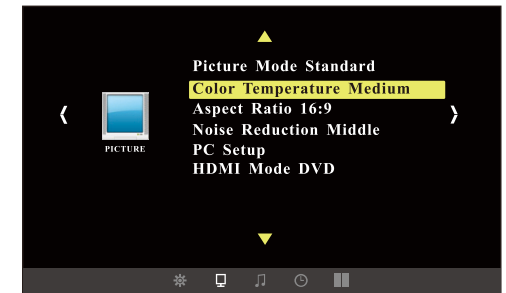 Picture Mode Standard
Color Temperature Medium
Aspect Ratio 16:9
Noise Reduction Middle
PC Setup
HDMI Mode DVD
PICTURE